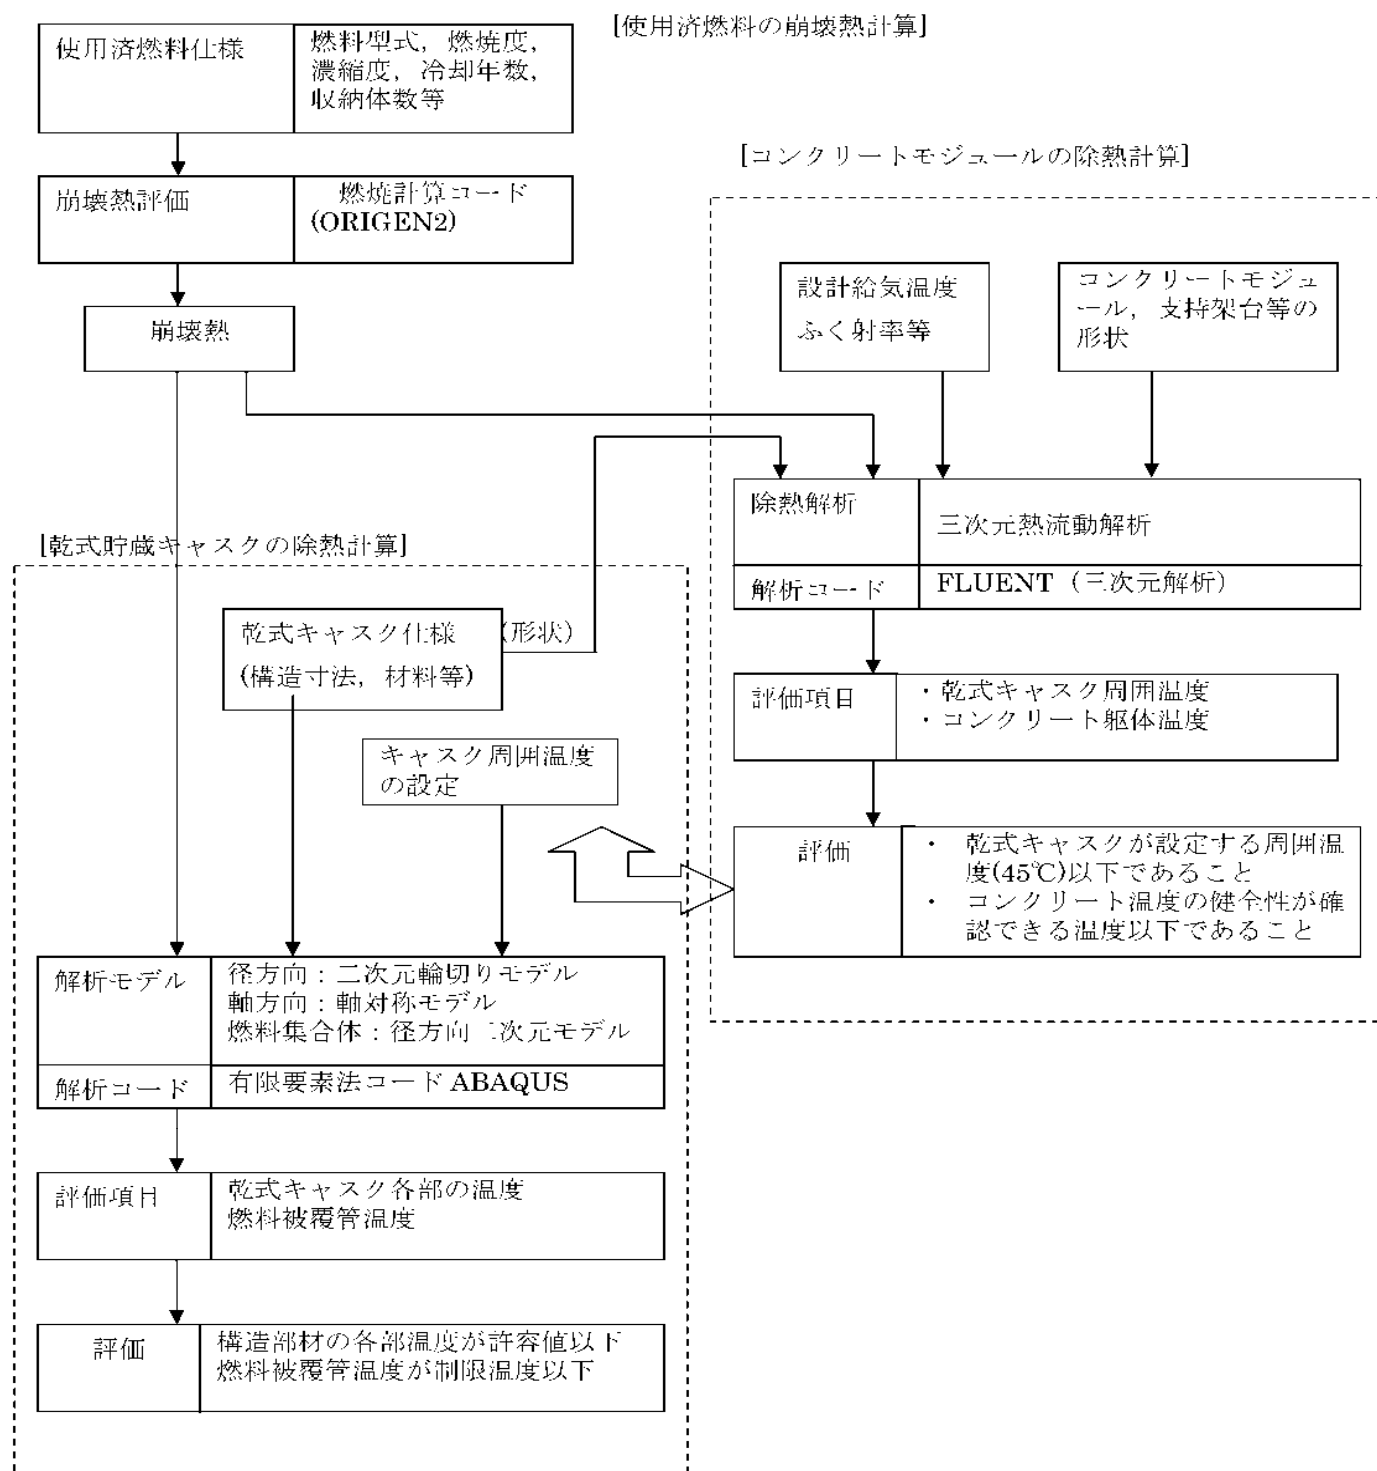 [使用済燃料の崩壊熱計算]
使用済燃料仕様
燃料型式，燃焼度，
濃縮度，冷却年数，
収納体数等
崩壊熱評価
燃焼計算コード
(ORIGEN2)
崩壊熱
[コンクリートモジュールの除熱計算]
設計給気温度
ふく射率等
コンクリートモジュ
ール，支持架台等の
形状
除熱解析
三次元熱流動解析
解析コード
FLUENT（三次元解析）
評価項目
・乾式キャスク周囲温度
・コンクリート躯体温度
評価
・ 乾式キャスクが設定する周囲温
度(45℃)以下であること
・ コンクリート温度の健全性が確
認できる温度以下であること
[乾式貯蔵キャスクの除熱計算]
乾式キャスク仕様
(構造寸法，材料等)
（形状）
キャスク周囲温度
の設定
解析モデル
径方向：二次元輪切りモデル
軸方向：軸対称モデル
燃料集合体：径方向二次元モデル
解析コード
有限要素法コード ABAQUS
評価項目
乾式キャスク各部の温度
燃料被覆管温度
評価
構造部材の各部温度が許容値以下
燃料被覆管温度が制限温度以下